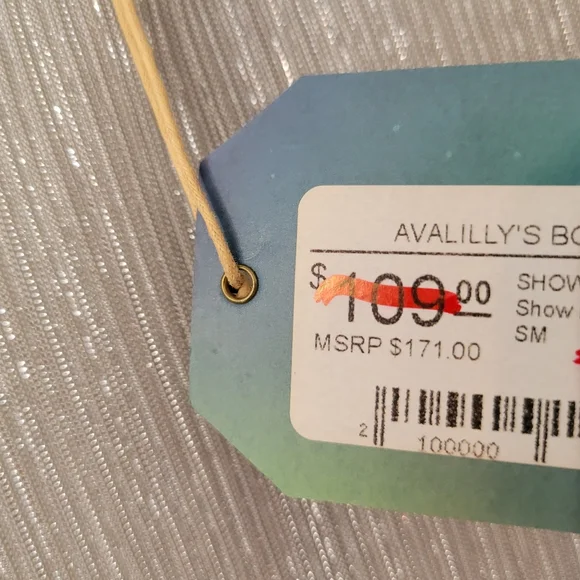 AVALILLY'S BO
$109.00
SHOW
Show
SM
MSRP $171.00
2 100000